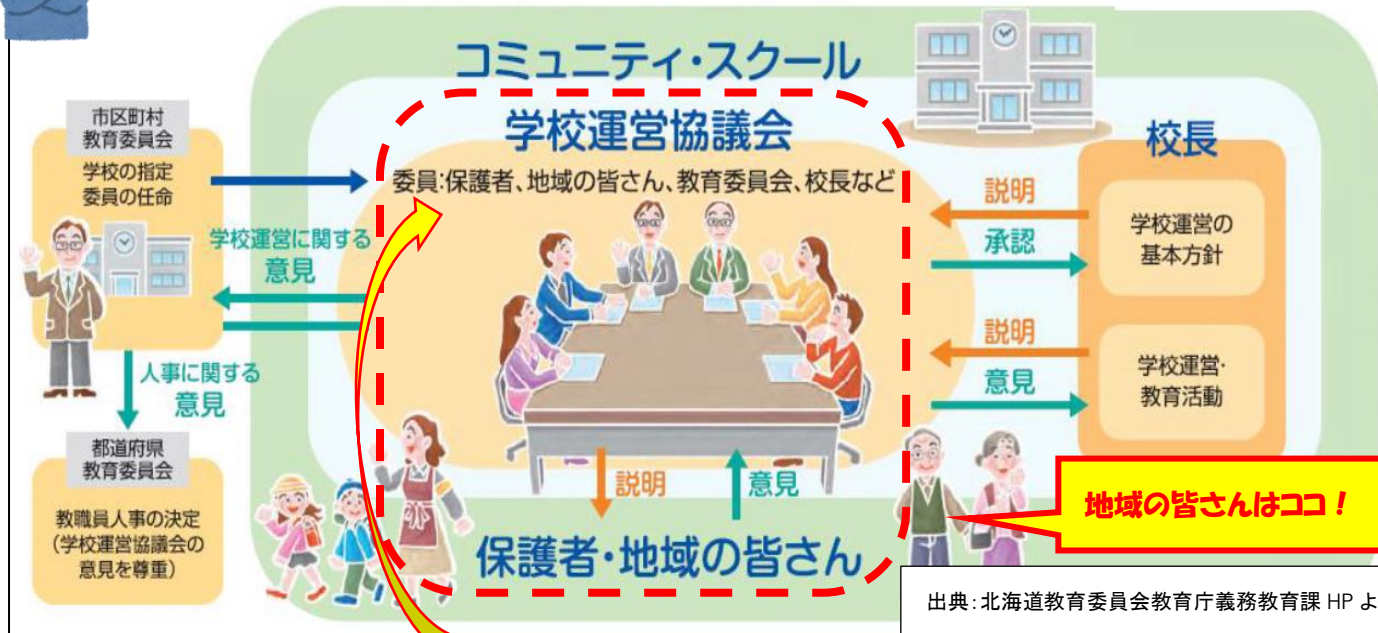 コミュニティ・スクール
学校運営協議会
委員:保護者、地域の皆さん、教育委員会、校長など
市区町村
教育委員会
学校の指定
委員の任命
学校運営に関する
意見
人事に関する
意見
都道府県
教育委員会
教職員人事の決定
(学校運営協議会の
意見を尊重)
校長
説明
承認
学校運営の
基本方針
説明
意見
学校運営・
教育活動
説明
意見
保護者・地域の皆さん
地域の皆さんはココ！
出典:北海道教育委員会教育庁義務教育課 HP よ